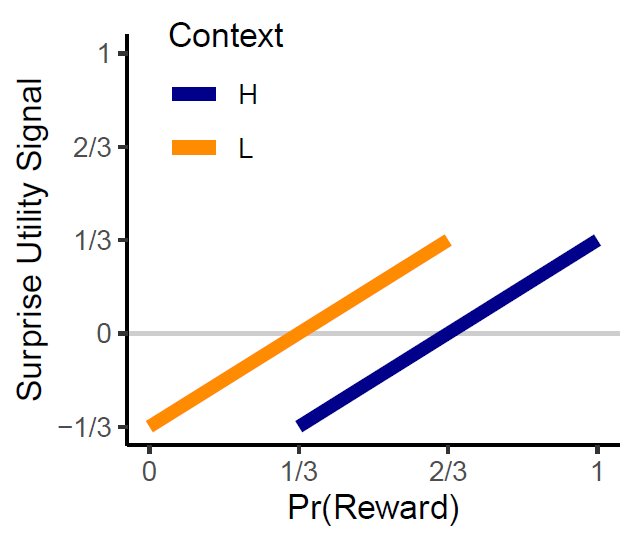 Context
H
L
Surprise Utility Signal
1
2/3
1/3
0
−1/3
0
1/3
2/3
1
Pr(Reward)